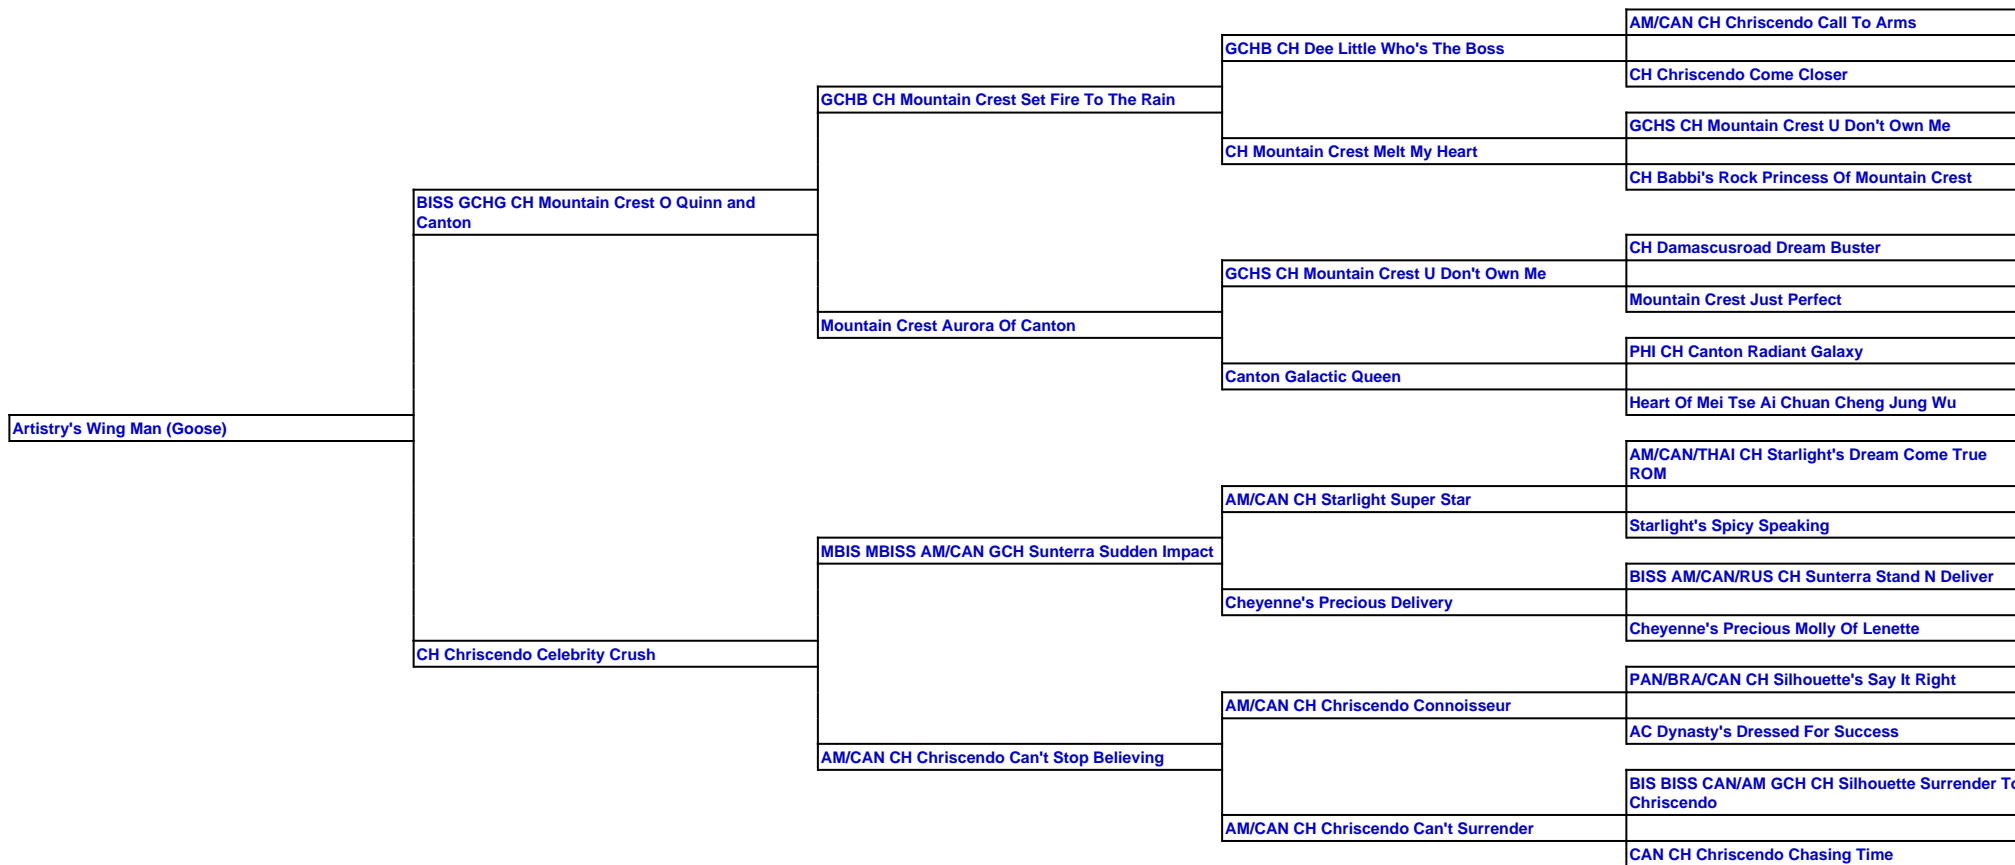 AM/CAN CH Chriscendo Call To Arms
GCHB CH Dee Little Who's The Boss
CH Chriscendo Come Closer
GCHB CH Mountain Crest Set Fire To The Rain
GCHS CH Mountain Crest U Don't Own Me
CH Mountain Crest Melt My Heart
CH Babbi's Rock Princess Of Mountain Crest
BISS GCHG CH Mountain Crest O Quinn and
Canton
CH Damascusroad Dream Buster
GCHS CH Mountain Crest U Don't Own Me
Mountain Crest Just Perfect
Mountain Crest Aurora Of Canton
PHI CH Canton Radiant Galaxy
Canton Galactic Queen
Heart Of Mei Tse Ai Chuan Cheng Jung Wu
Artistry's Wing Man (Goose)
AM/CAN/THAI CH Starlight's Dream Come True
ROM
AM/CAN CH Starlight Super Star
Starlight's Spicy Speaking
MBIS MBISS AM/CAN GCH Sunterra Sudden Impact
BISS AM/CAN/RUS CH Sunterra Stand N Deliver
Cheyenne's Precious Delivery
Cheyenne's Precious Molly Of Lenette
CH Chriscendo Celebrity Crush
PAN/BRA/CAN CH Silhouette's Say It Right
AM/CAN CH Chriscendo Connoisseur
AC Dynasty's Dressed For Success
AM/CAN CH Chriscendo Can't Stop Believing
BIS BISS CAN/AM GCH CH Silhouette Surrender To
Chriscendo
AM/CAN CH Chriscendo Can't Surrender
CAN CH Chriscendo Chasing Time